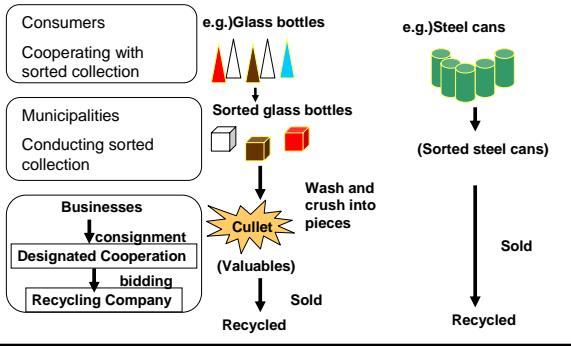 Consumers
Cooperating with
sorted collection
Municipalities
Conducting sorted
collection
Businesses
consignment
Designated Cooperation
bidding
Recycling Company
e.g.)Glass bottles
Sorted glass bottles
Wash and
crush into
pieces
Cullet
(Valuables)
Sold
Recycled
e.g.)Steel cans
(Sorted steel cans)
Sold
Recycled